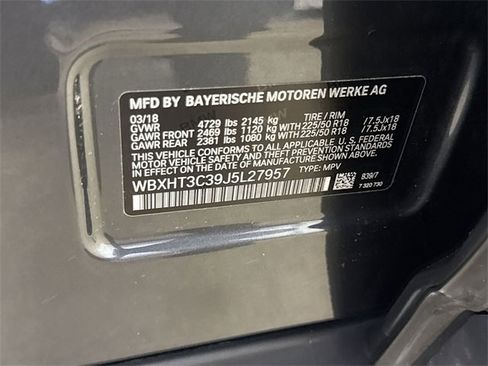 MFD BY BAYERISCHE MOTOREN WERKE AG
03/18 TIRE / RIM
GVWR 4729 lbs 2145 kg
GAWR FRONT 2469 lbs 1120 kg WITH 225/50 R18 / 7.5Jx18
GAWR REAR 2381 lbs 1080 kg WITH 225/50 R18 / 7.5Jx18
THIS VEHICLE CONFORMS TO ALL APPLICABLE U. S. FEDERAL
MOTOR VEHICLE SAFETY, BUMPER, AND THEFT PREVENTION STANDARDS
IN EFFECT ON THE DATE OF MANUFACTURE SHOWN ABOVE.
WBXHT3C39J5L27957 TYPE: MPV
839/7
7 320 730